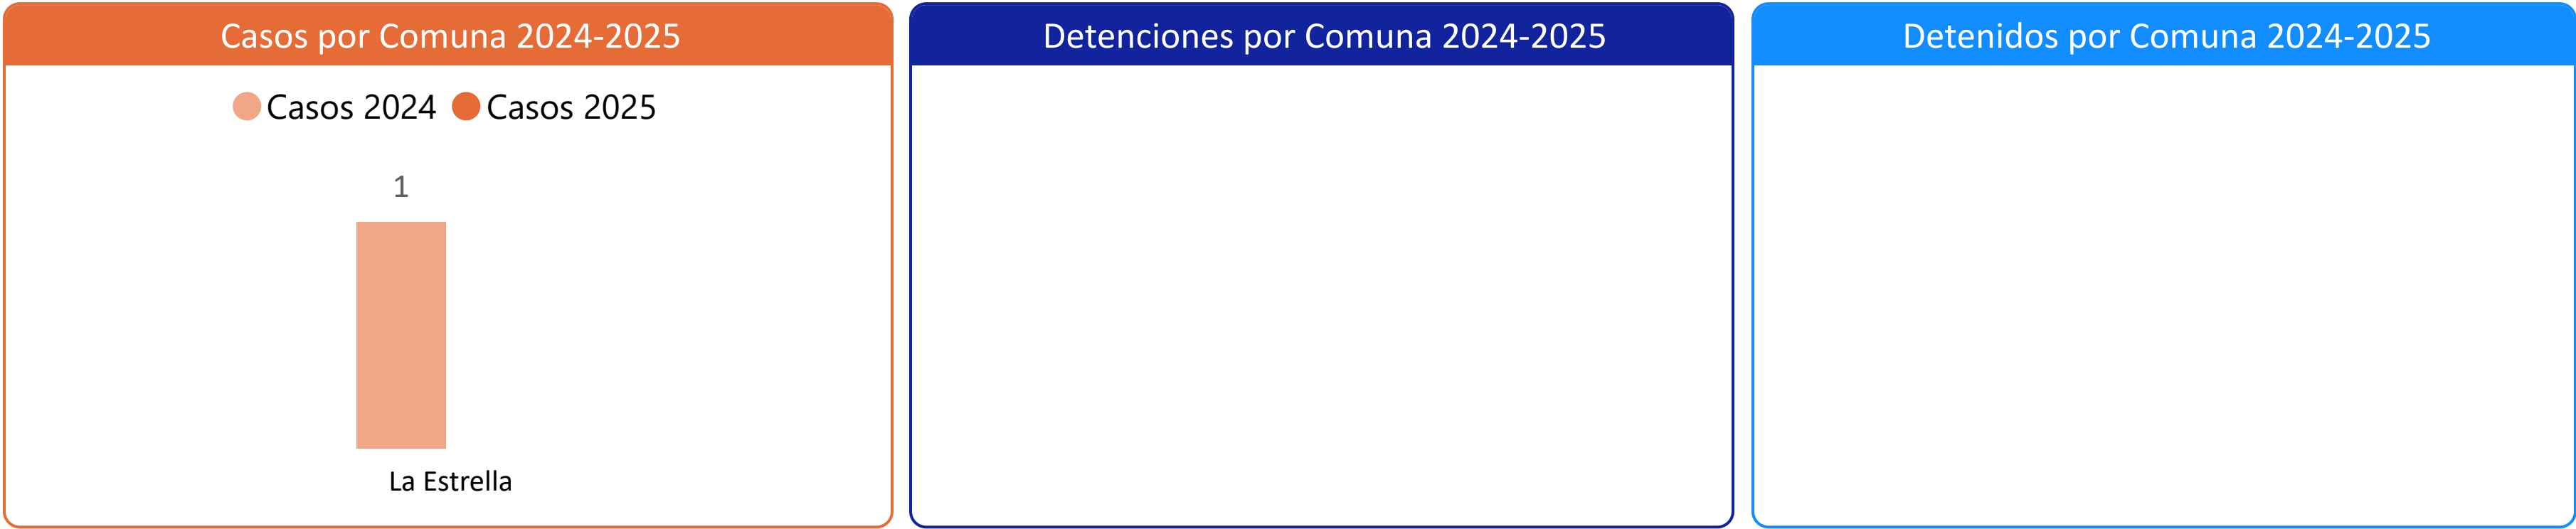 Casos por Comuna 2024-2025
Casos 2024 Casos 2025
1
La Estrella
Detenciones por Comuna 2024-2025
Detenidos por Comuna 2024-2025